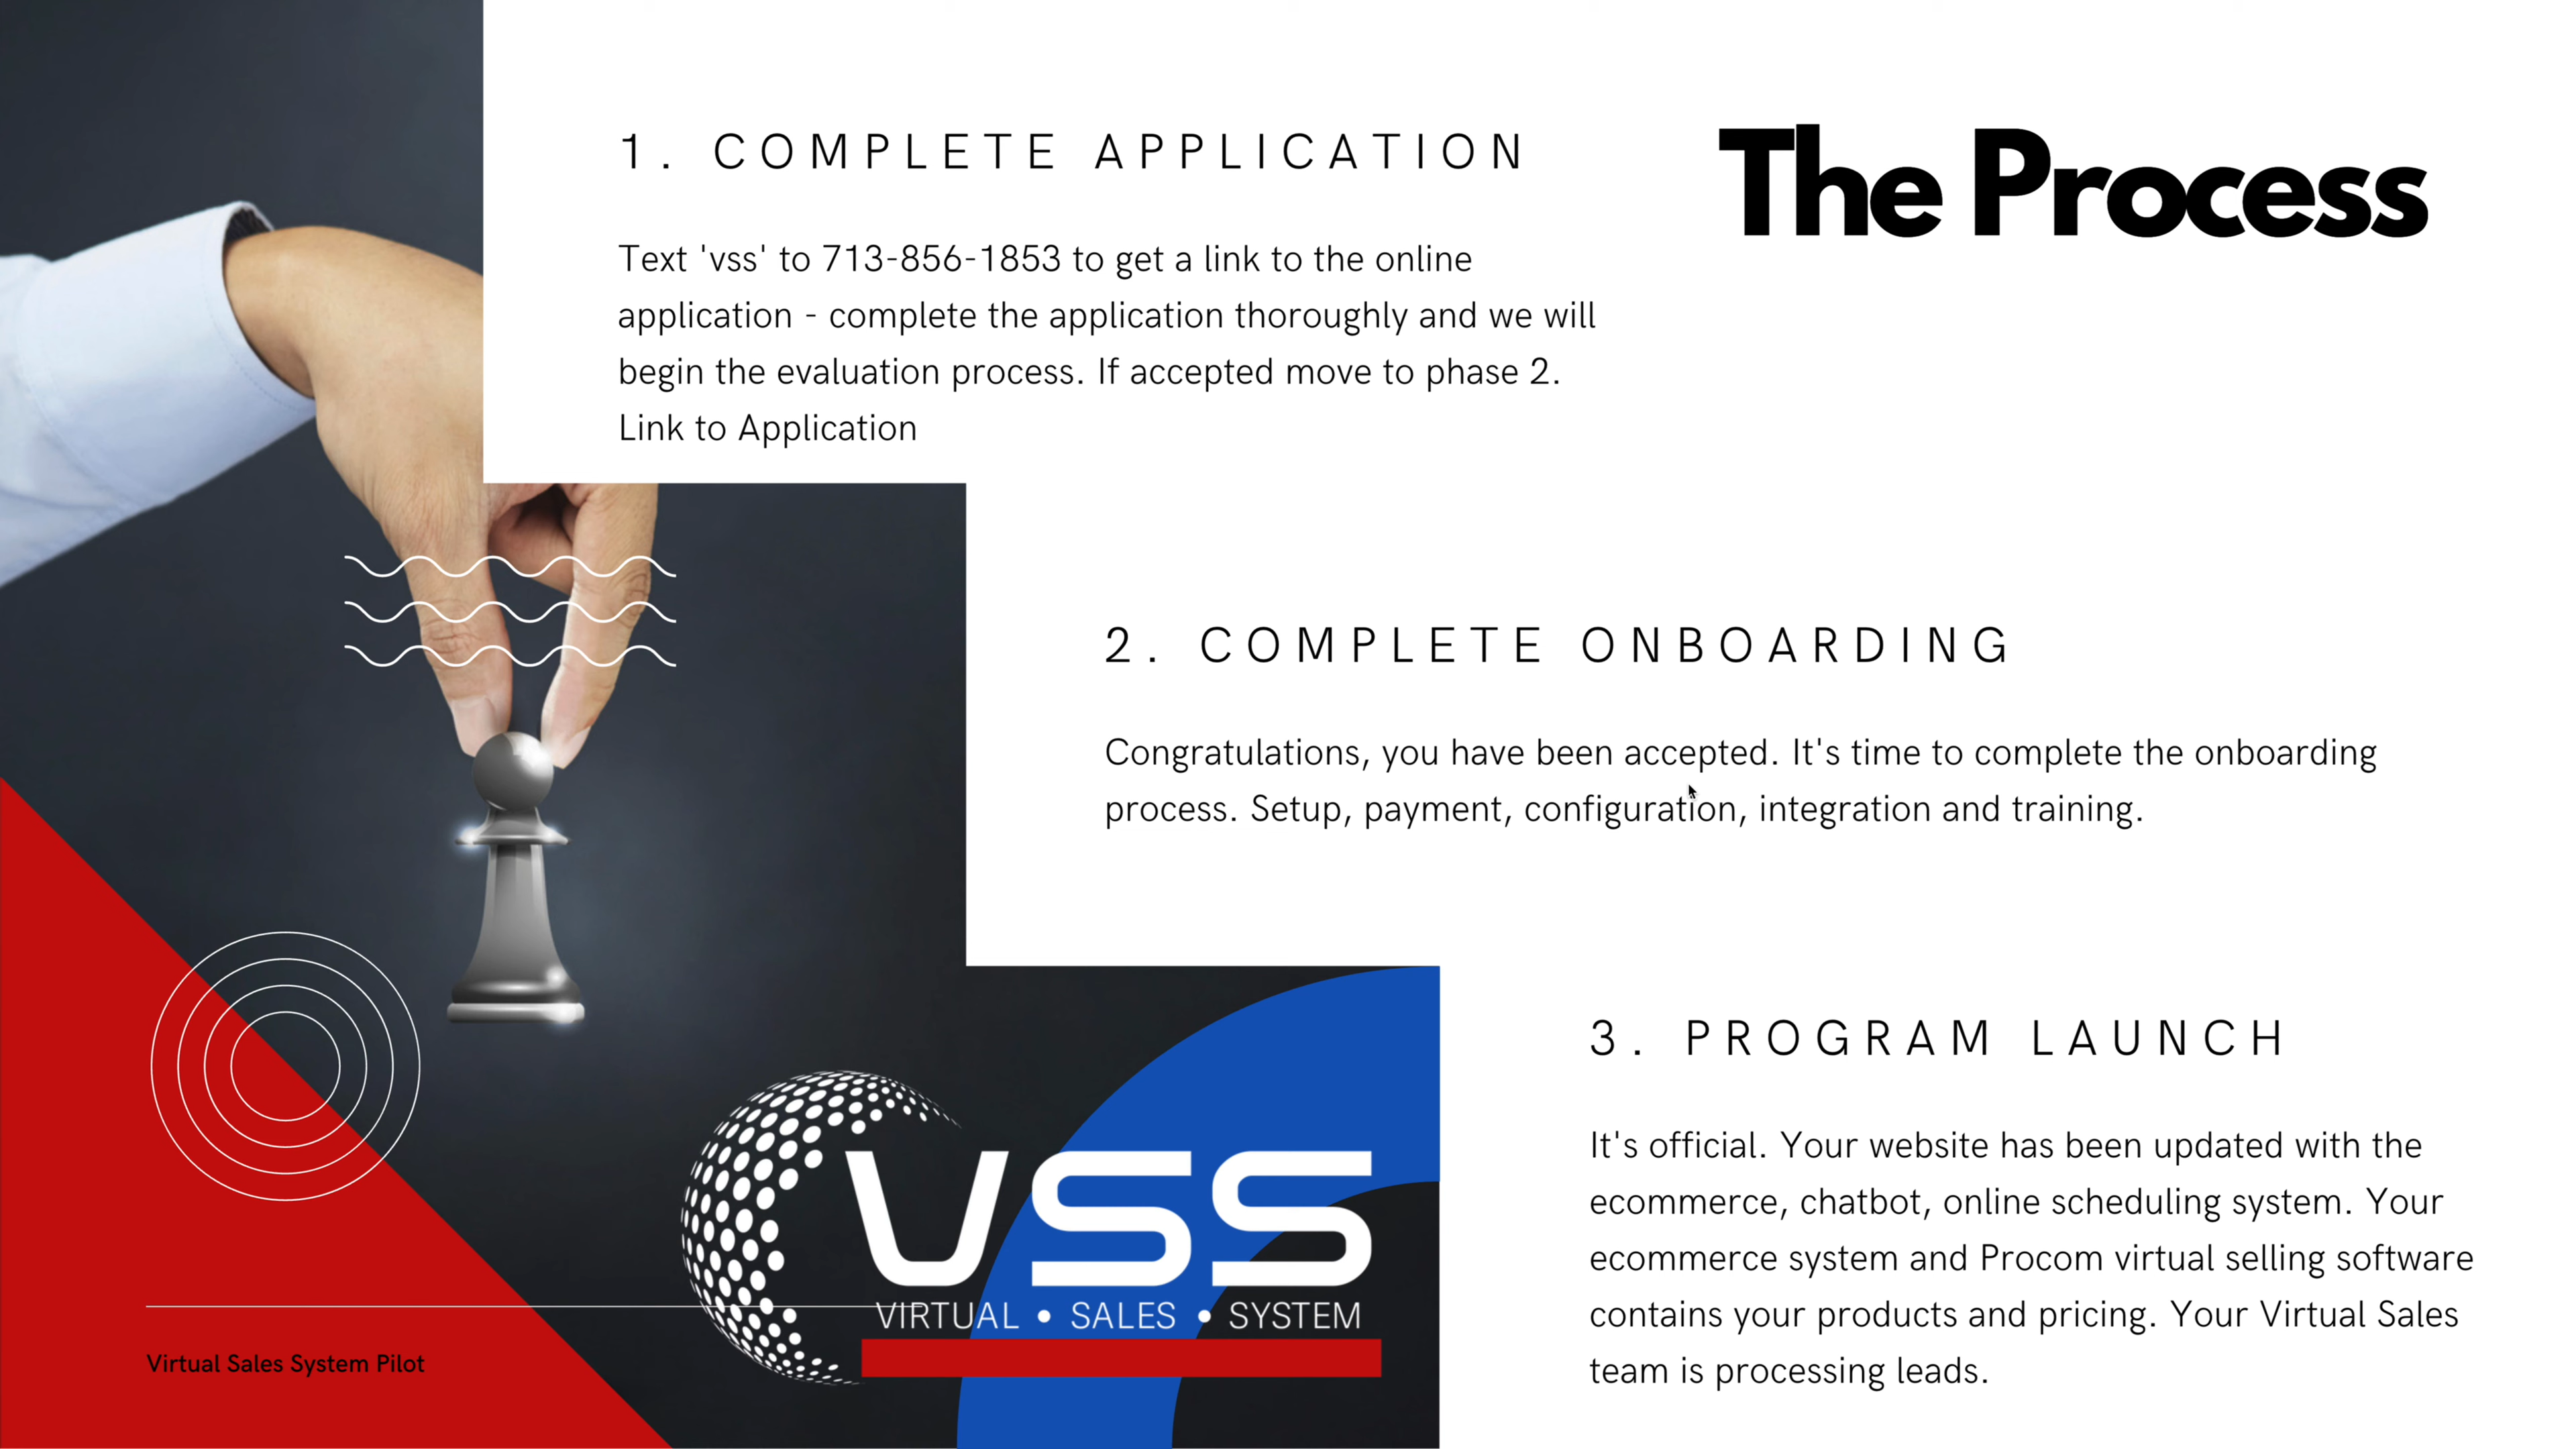 The Process
1. COMPLETE APPLICATION
Text 'vss' to 713-856-1853 to get a link to the online
application - complete the application thoroughly and we will
begin the evaluation process. If accepted move to phase 2.
Link to Application
2. COMPLETE ONBOARDING
Congratulations, you have been accepted. It's time to complete the onboarding
process. Setup, payment, configuration, integration and training.
3. PROGRAM LAUNCH
It's official. Your website has been updated with the
ecommerce, chatbot, online scheduling system. Your
ecommerce system and Procom virtual selling software
contains your products and pricing. Your Virtual Sales
team is processing leads.
VSS
VIRTUAL • SALES • SYSTEM
Virtual Sales System Pilot